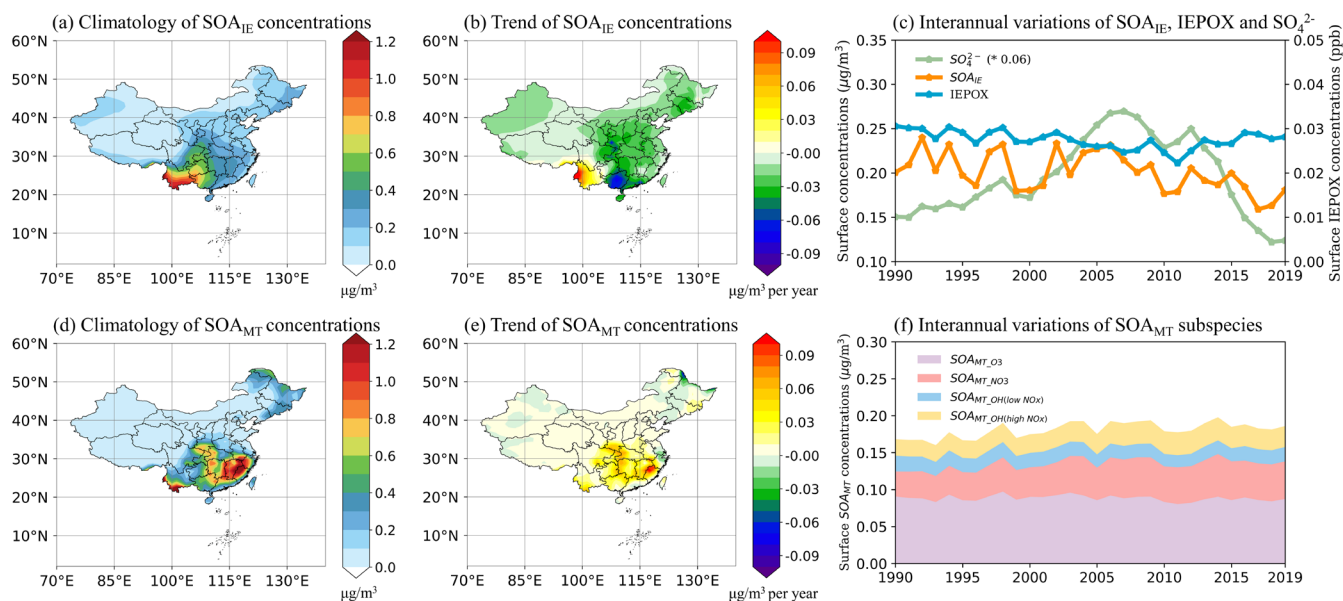 (a) Climatology of SOA_IE concentrations
60°N
50°N
40°N
30°N
20°N
10°N
70°E 85°E 100°E 115°E 130°E
1.2
1.0
0.8
0.6
0.4
0.2
0.0
μg/m³
(b) Trend of SOA_IE concentrations
60°N
50°N
40°N
30°N
20°N
10°N
70°E 85°E 100°E 115°E 130°E
0.09
0.06
0.03
-0.00
-0.03
-0.06
-0.09
μg/m³ per year
(c) Interannual variations of SOA_IE, IEPOX and SO₄²⁻
Surface concentrations (μg/m³)
0.35
0.30
0.25
0.20
0.15
0.10
SO₄²⁻ (* 0.06)
SOA_IE
IEPOX
1990 1995 2000 2005 2010 2015 2019
0.05
0.04
0.03
0.02
0.01
0.00
Surface IEPOX concentrations (ppb)
(d) Climatology of SOA_MT concentrations
60°N
50°N
40°N
30°N
20°N
10°N
70°E 85°E 100°E 115°E 130°E
1.2
1.0
0.8
0.6
0.4
0.2
0.0
μg/m³
(e) Trend of SOA_MT concentrations
60°N
50°N
40°N
30°N
20°N
10°N
70°E 85°E 100°E 115°E 130°E
0.09
0.06
0.03
-0.00
-0.03
-0.06
-0.09
μg/m³ per year
(f) Interannual variations of SOA_MT subspecies
Surface SOA_MT concentrations (μg/m³)
0.30
0.25
0.20
0.15
0.10
0.05
0.00
SOA_MT_O3
SOA_MT_NO3
SOA_MT_OH(low NOx)
SOA_MT_OH(high NOx)
1990 1995 2000 2005 2010 2015 2019